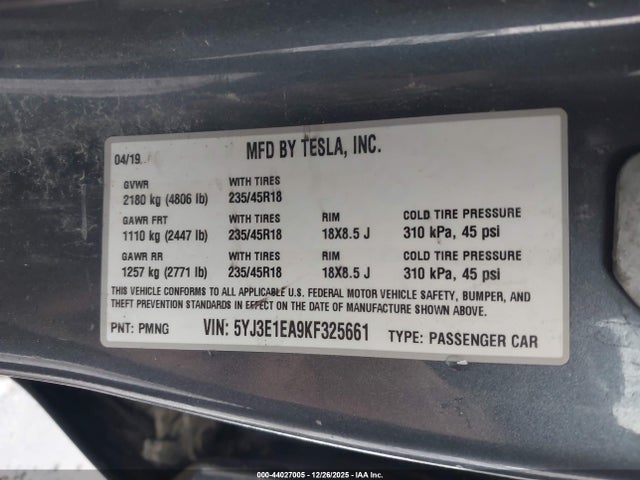 04/19
MFD BY TESLA, INC.
GVWR WITH TIRES
2180 kg (4806 lb) 235/45R18
GAWR FRT WITH TIRES RIM COLD TIRE PRESSURE
1110 kg (2447 lb) 235/45R18 18X8.5 J 310 kPa, 45 psi
GAWR RR WITH TIRES RIM COLD TIRE PRESSURE
1257 kg (2771 lb) 235/45R18 18X8.5 J 310 kPa, 45 psi
THIS VEHICLE CONFORMS TO ALL APPLICABLE U.S. FEDERAL MOTOR VEHICLE SAFETY, BUMPER, AND
THEFT PREVENTION STANDARDS IN EFFECT ON THE DATE OF MANUFACTURE SHOWN ABOVE.
PNT: PMNG VIN: 5YJ3E1EA9KF325661 TYPE: PASSENGER CAR
000-44027005 - 12/26/2025 - IAA Inc.